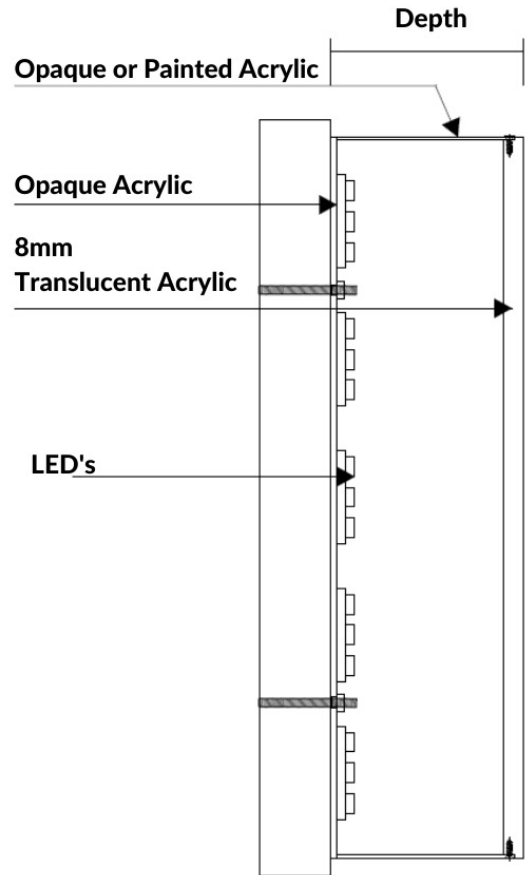 Depth
Opaque or Painted Acrylic
Opaque Acrylic
8mm
Translucent Acrylic
LED's